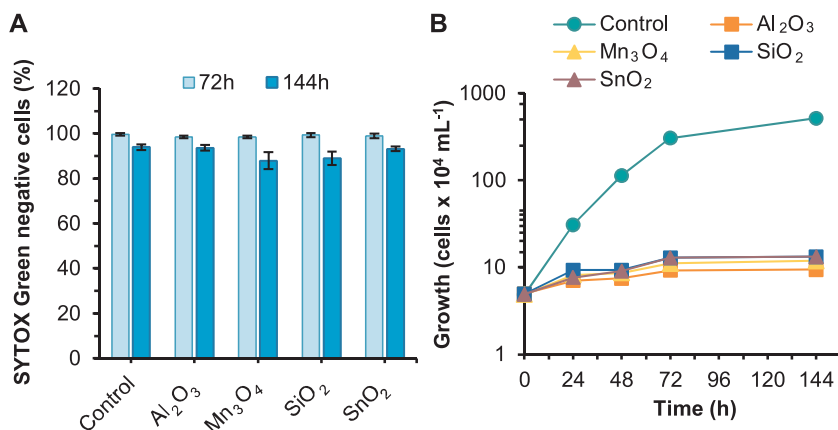 A
SYTOX Green negative cells (%)
72h
144h
120
100
80
60
40
20
0
Control
Al₂O₃
Mn₃O₄
SiO₂
SnO₂
B
Control
Al₂O₃
Mn₃O₄
SiO₂
SnO₂
Growth (cells x 10⁴ mL⁻¹)
1000
100
10
1
0 24 48 72 96 120 144
Time (h)